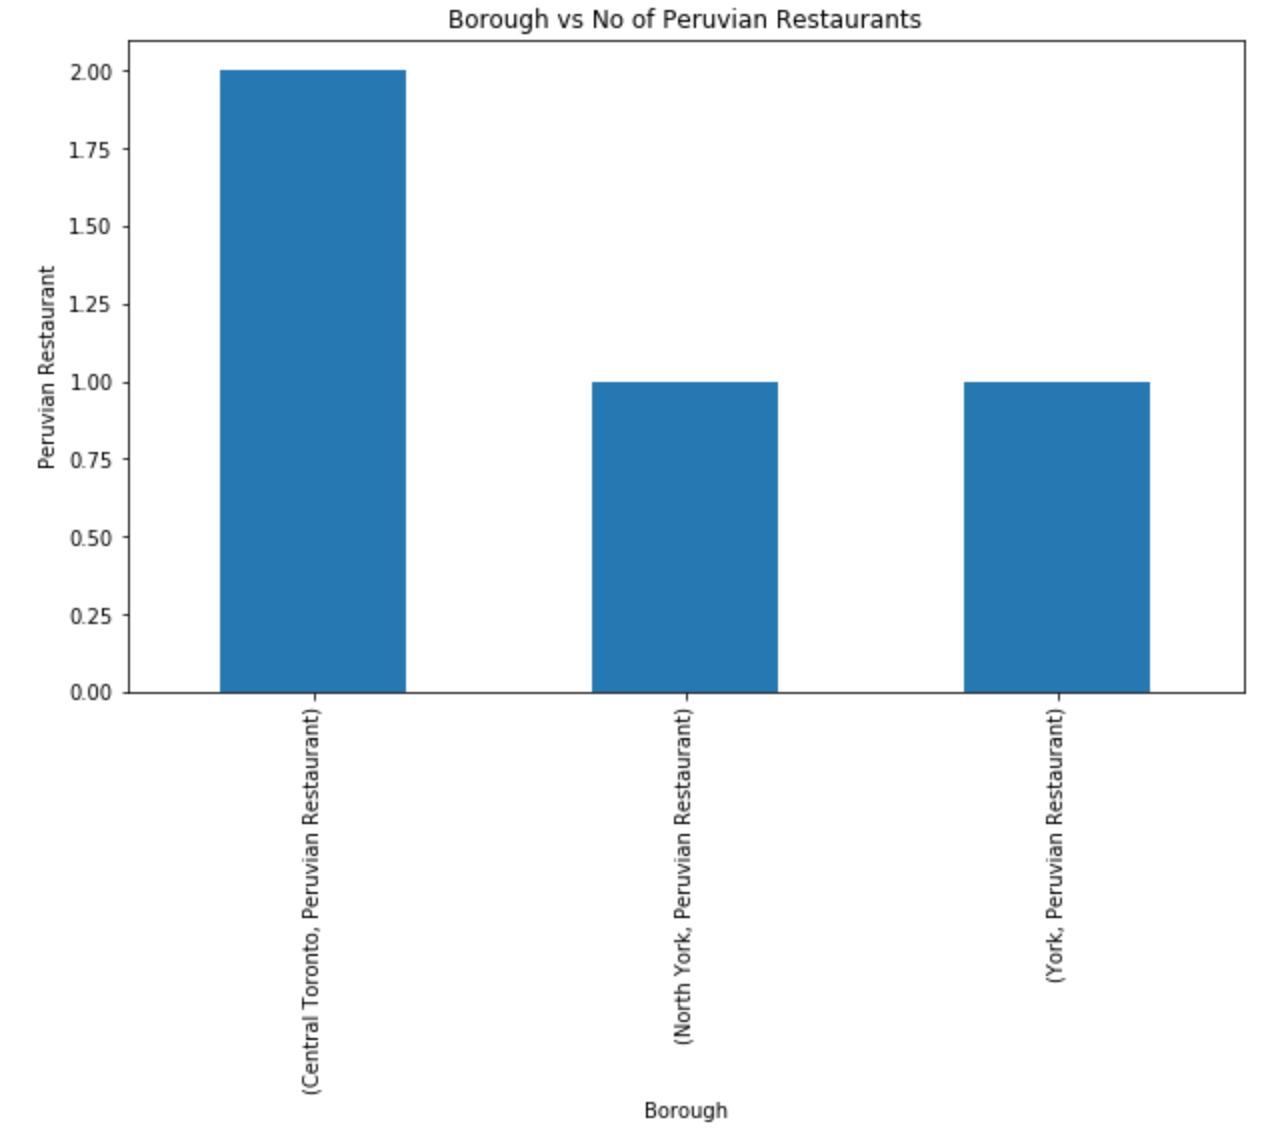 Borough vs No of Peruvian Restaurants
Peruvian Restaurant
2.00
1.75
1.50
1.25
1.00
0.75
0.50
0.25
0.00
(Central Toronto, Peruvian Restaurant)
(North York, Peruvian Restaurant)
(York, Peruvian Restaurant)
Borough